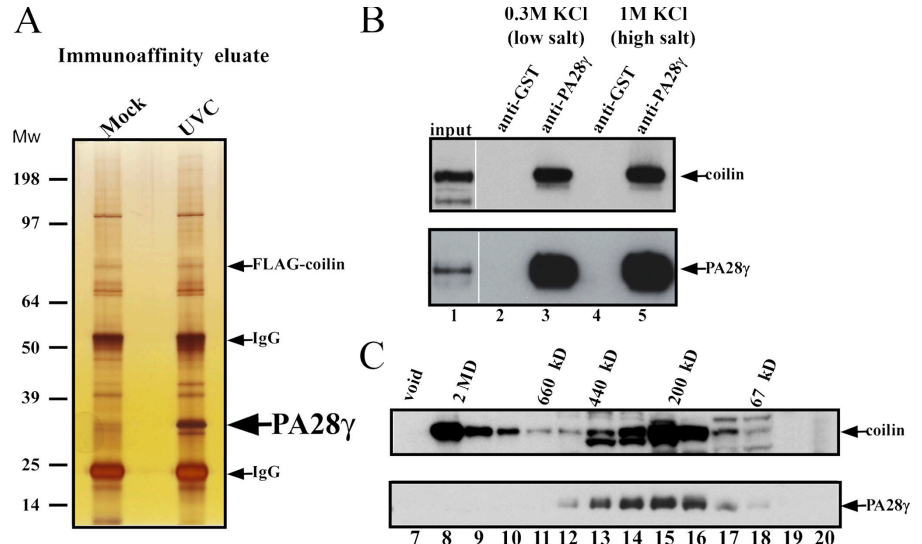 A
Immunoaffinity eluate
Mock UVC
Mw
198
97
FLAG-coilin
64
IgG
50
39
PA28γ
25
IgG
14
B
0.3M KCl 1M KCl
(low salt) (high salt)
input anti-GST anti-PA28γ anti-GST anti-PA28γ
coilin
PA28γ
1 2 3 4 5
C
void 2 MD 660 kD 440 kD 200 kD 67 kD
coilin
PA28γ
7 8 9 10 11 12 13 14 15 16 17 18 19 20